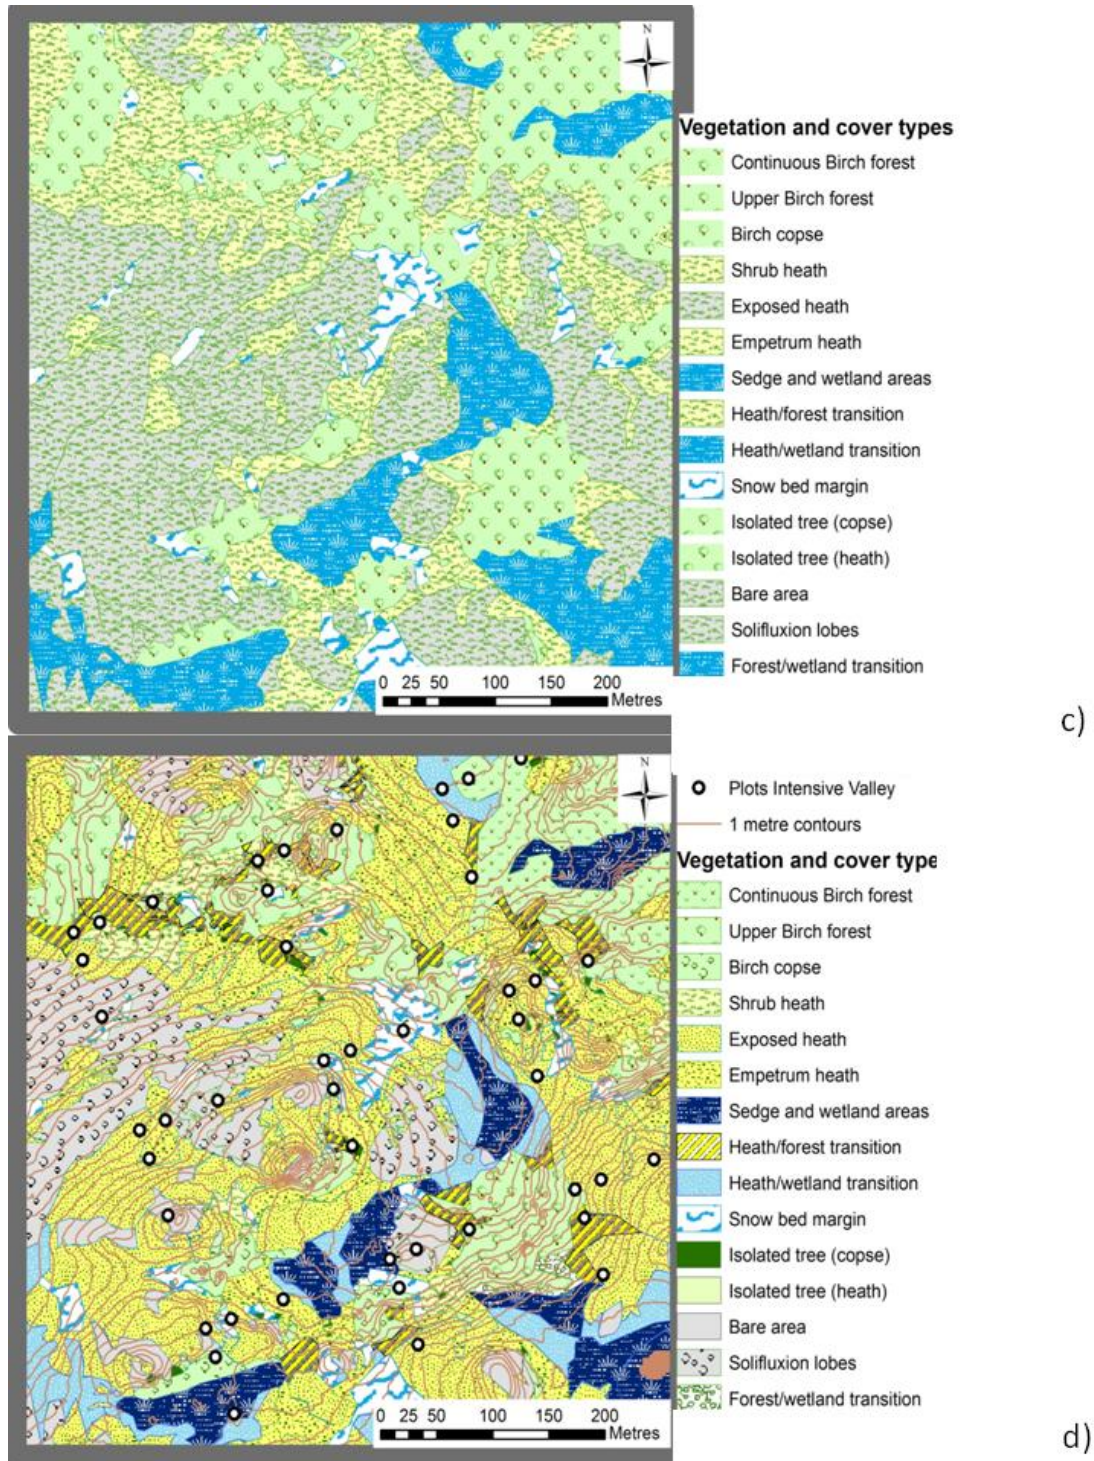 N
Vegetation and cover types
Continuous Birch forest
Upper Birch forest
Birch copse
Shrub heath
Exposed heath
Empetrum heath
Sedge and wetland areas
Heath/forest transition
Heath/wetland transition
Snow bed margin
Isolated tree (copse)
Isolated tree (heath)
Bare area
Solifluxion lobes
Forest/wetland transition
0 25 50 100 150 200
Metres
c)
N
Plots Intensive Valley
1 metre contours
Vegetation and cover type
Continuous Birch forest
Upper Birch forest
Birch copse
Shrub heath
Exposed heath
Empetrum heath
Sedge and wetland areas
Heath/forest transition
Heath/wetland transition
Snow bed margin
Isolated tree (copse)
Isolated tree (heath)
Bare area
Solifluxion lobes
Forest/wetland transition
0 25 50 100 150 200
Metres
d)